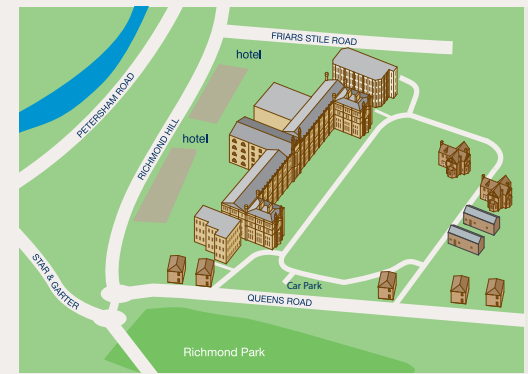 FRIARS STILE ROAD
hotel
PETERSHAM ROAD
RICHMOND HILL
hotel
STAR & GARTER
Car Park
QUEENS ROAD
Richmond Park